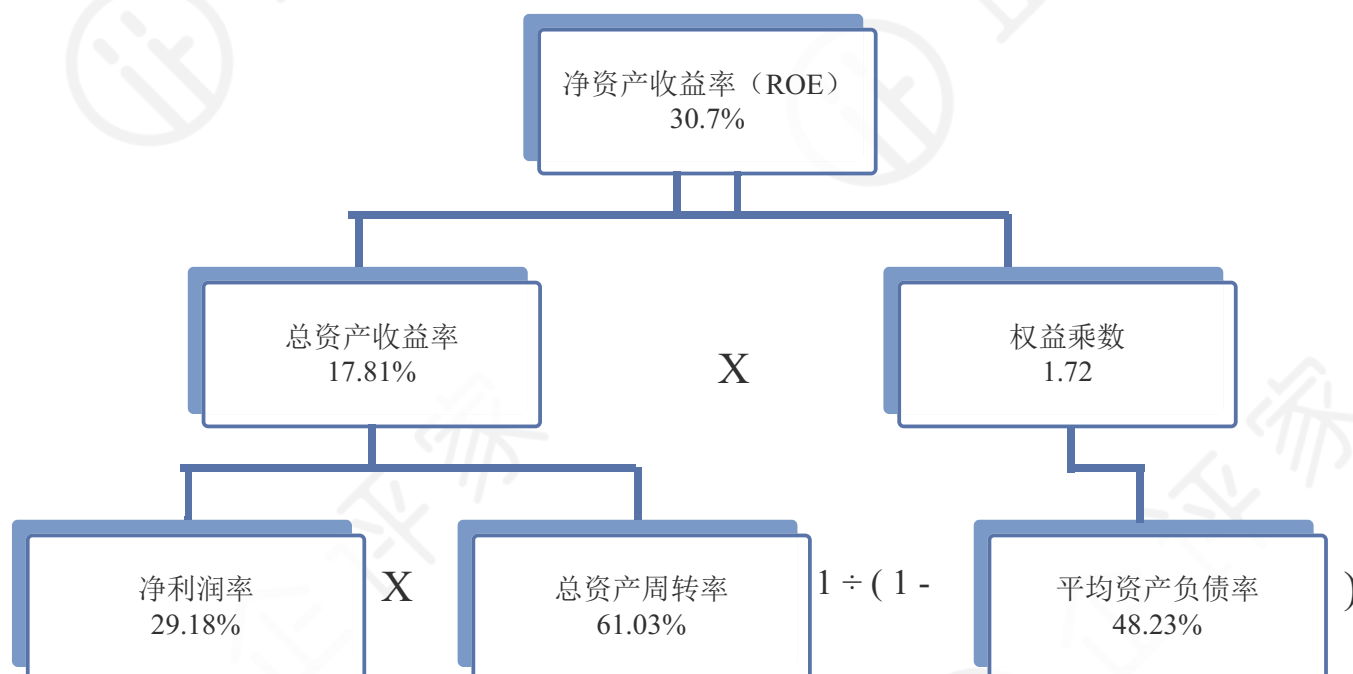 净资产收益率（ROE）
30.7%
总资产收益率
17.81%
X
权益乘数
1.72
净利润率
29.18%
X
总资产周转率
61.03%
1 ÷ ( 1 -
平均资产负债率
48.23%
)